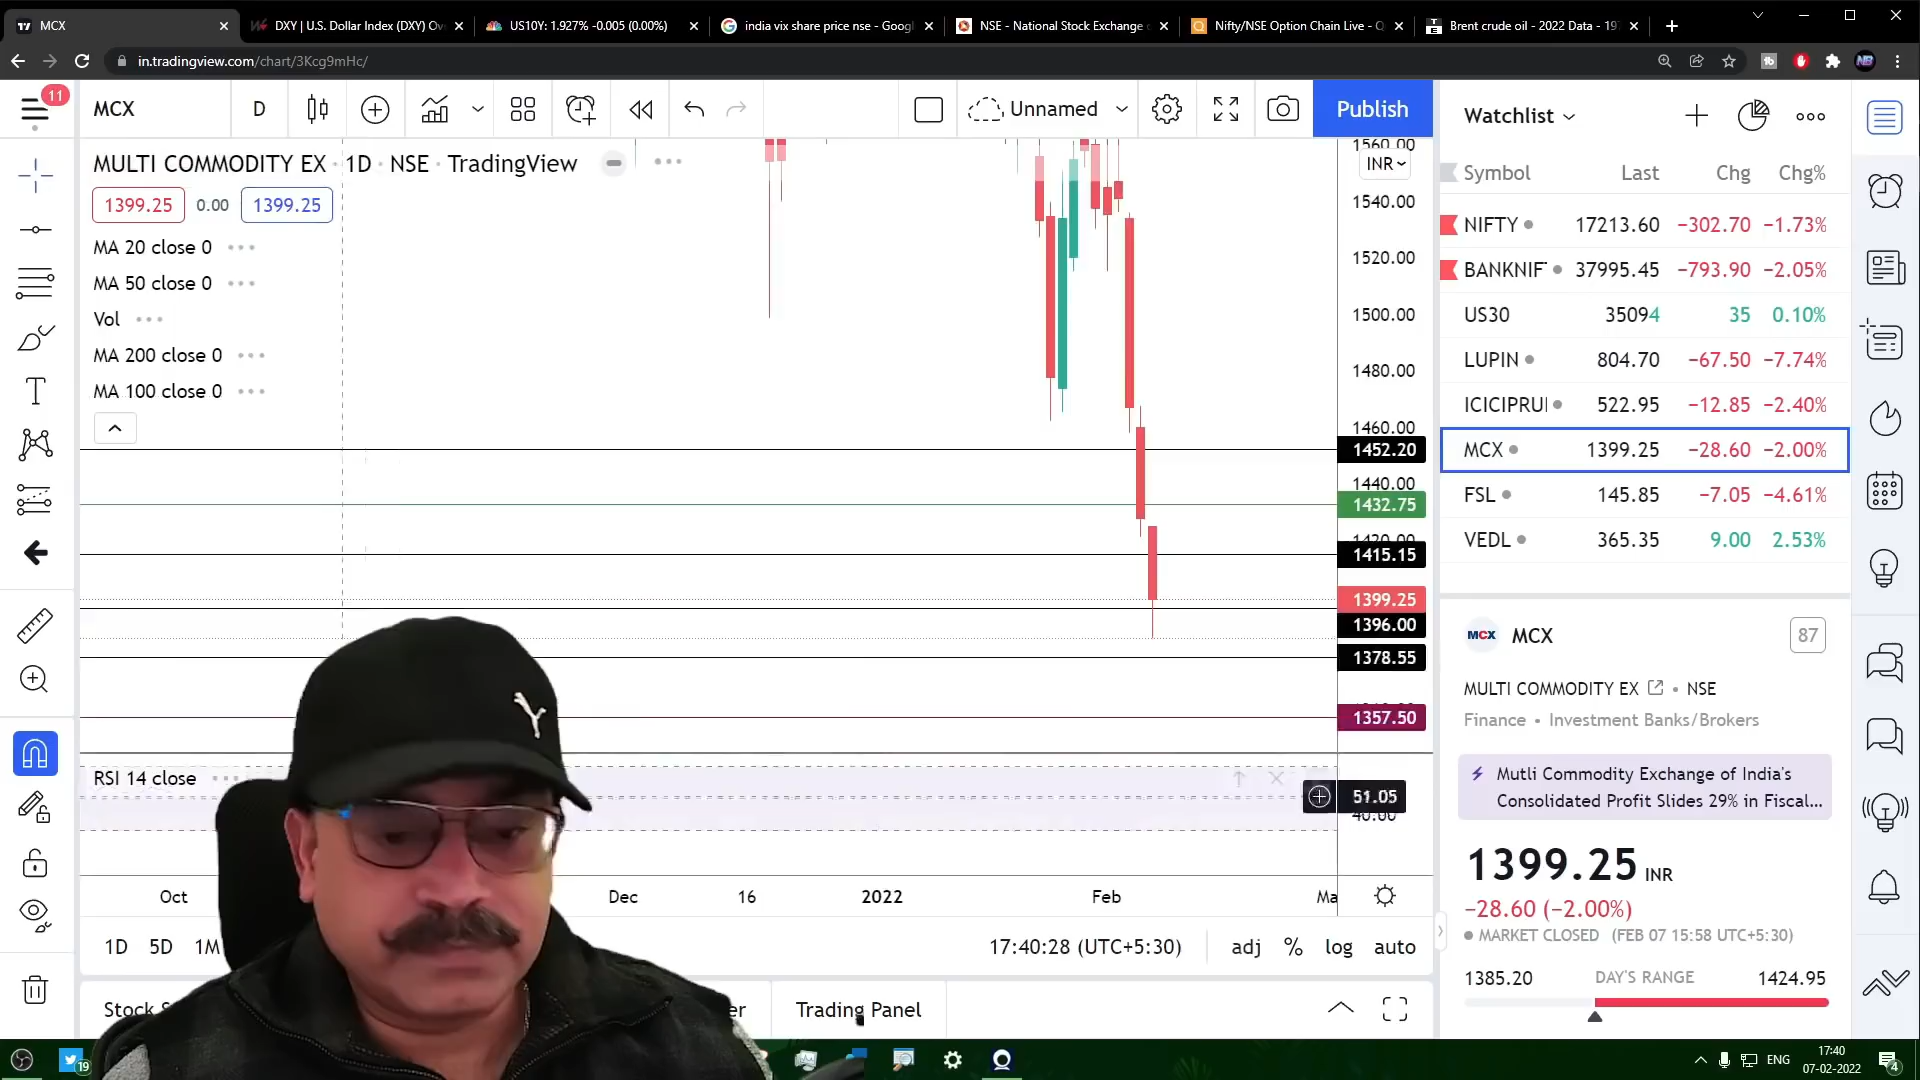 MCX
DXY | U.S. Dollar Index (DXY) Ov
US10Y: 1.927% -0.005 (0.00%)
india vix share price nse - Googl
NSE - National Stock Exchange
Nifty/NSE Option Chain Live - Q
Brent crude oil - 2022 Data - 19
in.tradingview.com/chart/3Kcg9mHc/
11
MCX
D
Unnamed
Publish
MULTI COMMODITY EX · 1D · NSE · TradingView
1399.25 0.00 1399.25
MA 20 close 0
MA 50 close 0
Vol
MA 200 close 0
MA 100 close 0
1560.00
INR
1540.00
1520.00
1500.00
1480.00
1460.00
1452.20
1440.00
1432.75
1420.00
1415.15
1399.25
1396.00
1378.55
1357.50
RSI 14 close
51.05
40.00
Oct
Dec
16
2022
Feb
Ma
1D 5D 1M
17:40:28 (UTC+5:30)
adj % log auto
Stock S
er
Trading Panel
Watchlist
Symbol Last Chg Chg%
NIFTY 17213.60 −302.70 −1.73%
BANKNIF 37995.45 −793.90 −2.05%
US30 35094 35 0.10%
LUPIN 804.70 −67.50 −7.74%
ICICIPRUI 522.95 −12.85 −2.40%
MCX 1399.25 −28.60 −2.00%
FSL 145.85 −7.05 −4.61%
VEDL 365.35 9.00 2.53%
MCX MCX 87
MULTI COMMODITY EX • NSE
Finance • Investment Banks/Brokers
Mutli Commodity Exchange of India's
Consolidated Profit Slides 29% in Fiscal...
1399.25 INR
−28.60 (−2.00%)
MARKET CLOSED (FEB 07 15:58 UTC+5:30)
1385.20 DAY'S RANGE 1424.95
19
ENG
17:40
07-02-2022
4